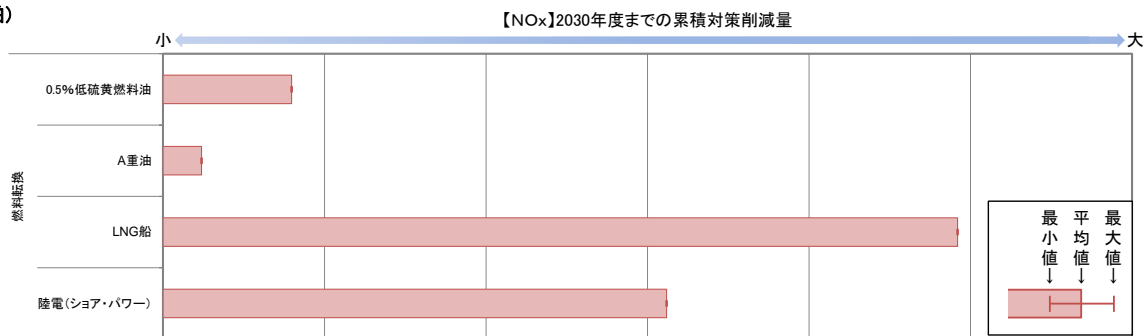 【NOx】2030年度までの累積対策削減量
小
大
燃料転換
0.5%低硫黄燃料油
A重油
LNG船
陸電(ショア・パワー)
最小値
平均値
最大値